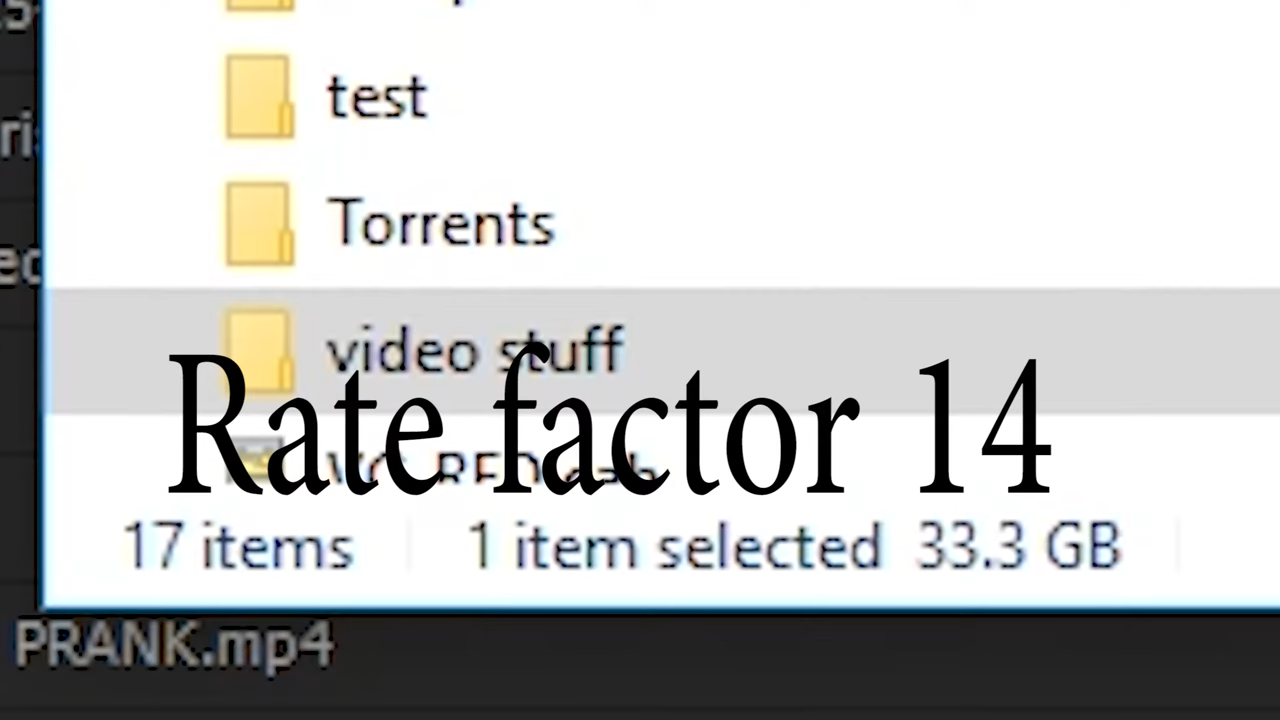 test
Torrents
video stuff
Rate factor 14
17 items 1 item selected 33.3 GB
PRANK.mp4